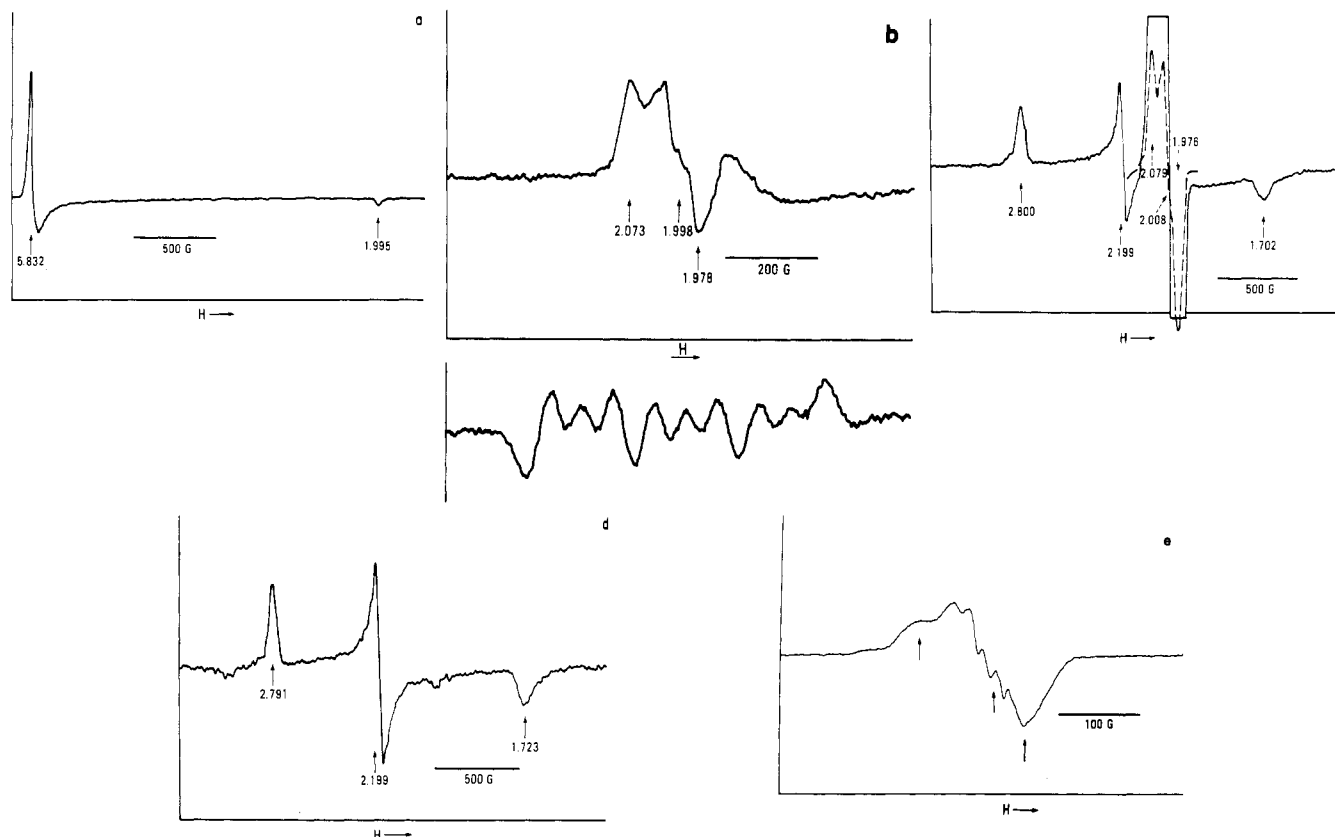 a
5.832
500 G
1.995
H →
b
2.073
1.998
1.978
200 G
H →
2.800
2.199
2.079
2.008
1.976
1.702
500 G
H →
d
2.791
2.199
1.723
500 G
H →
e
100 G
H →